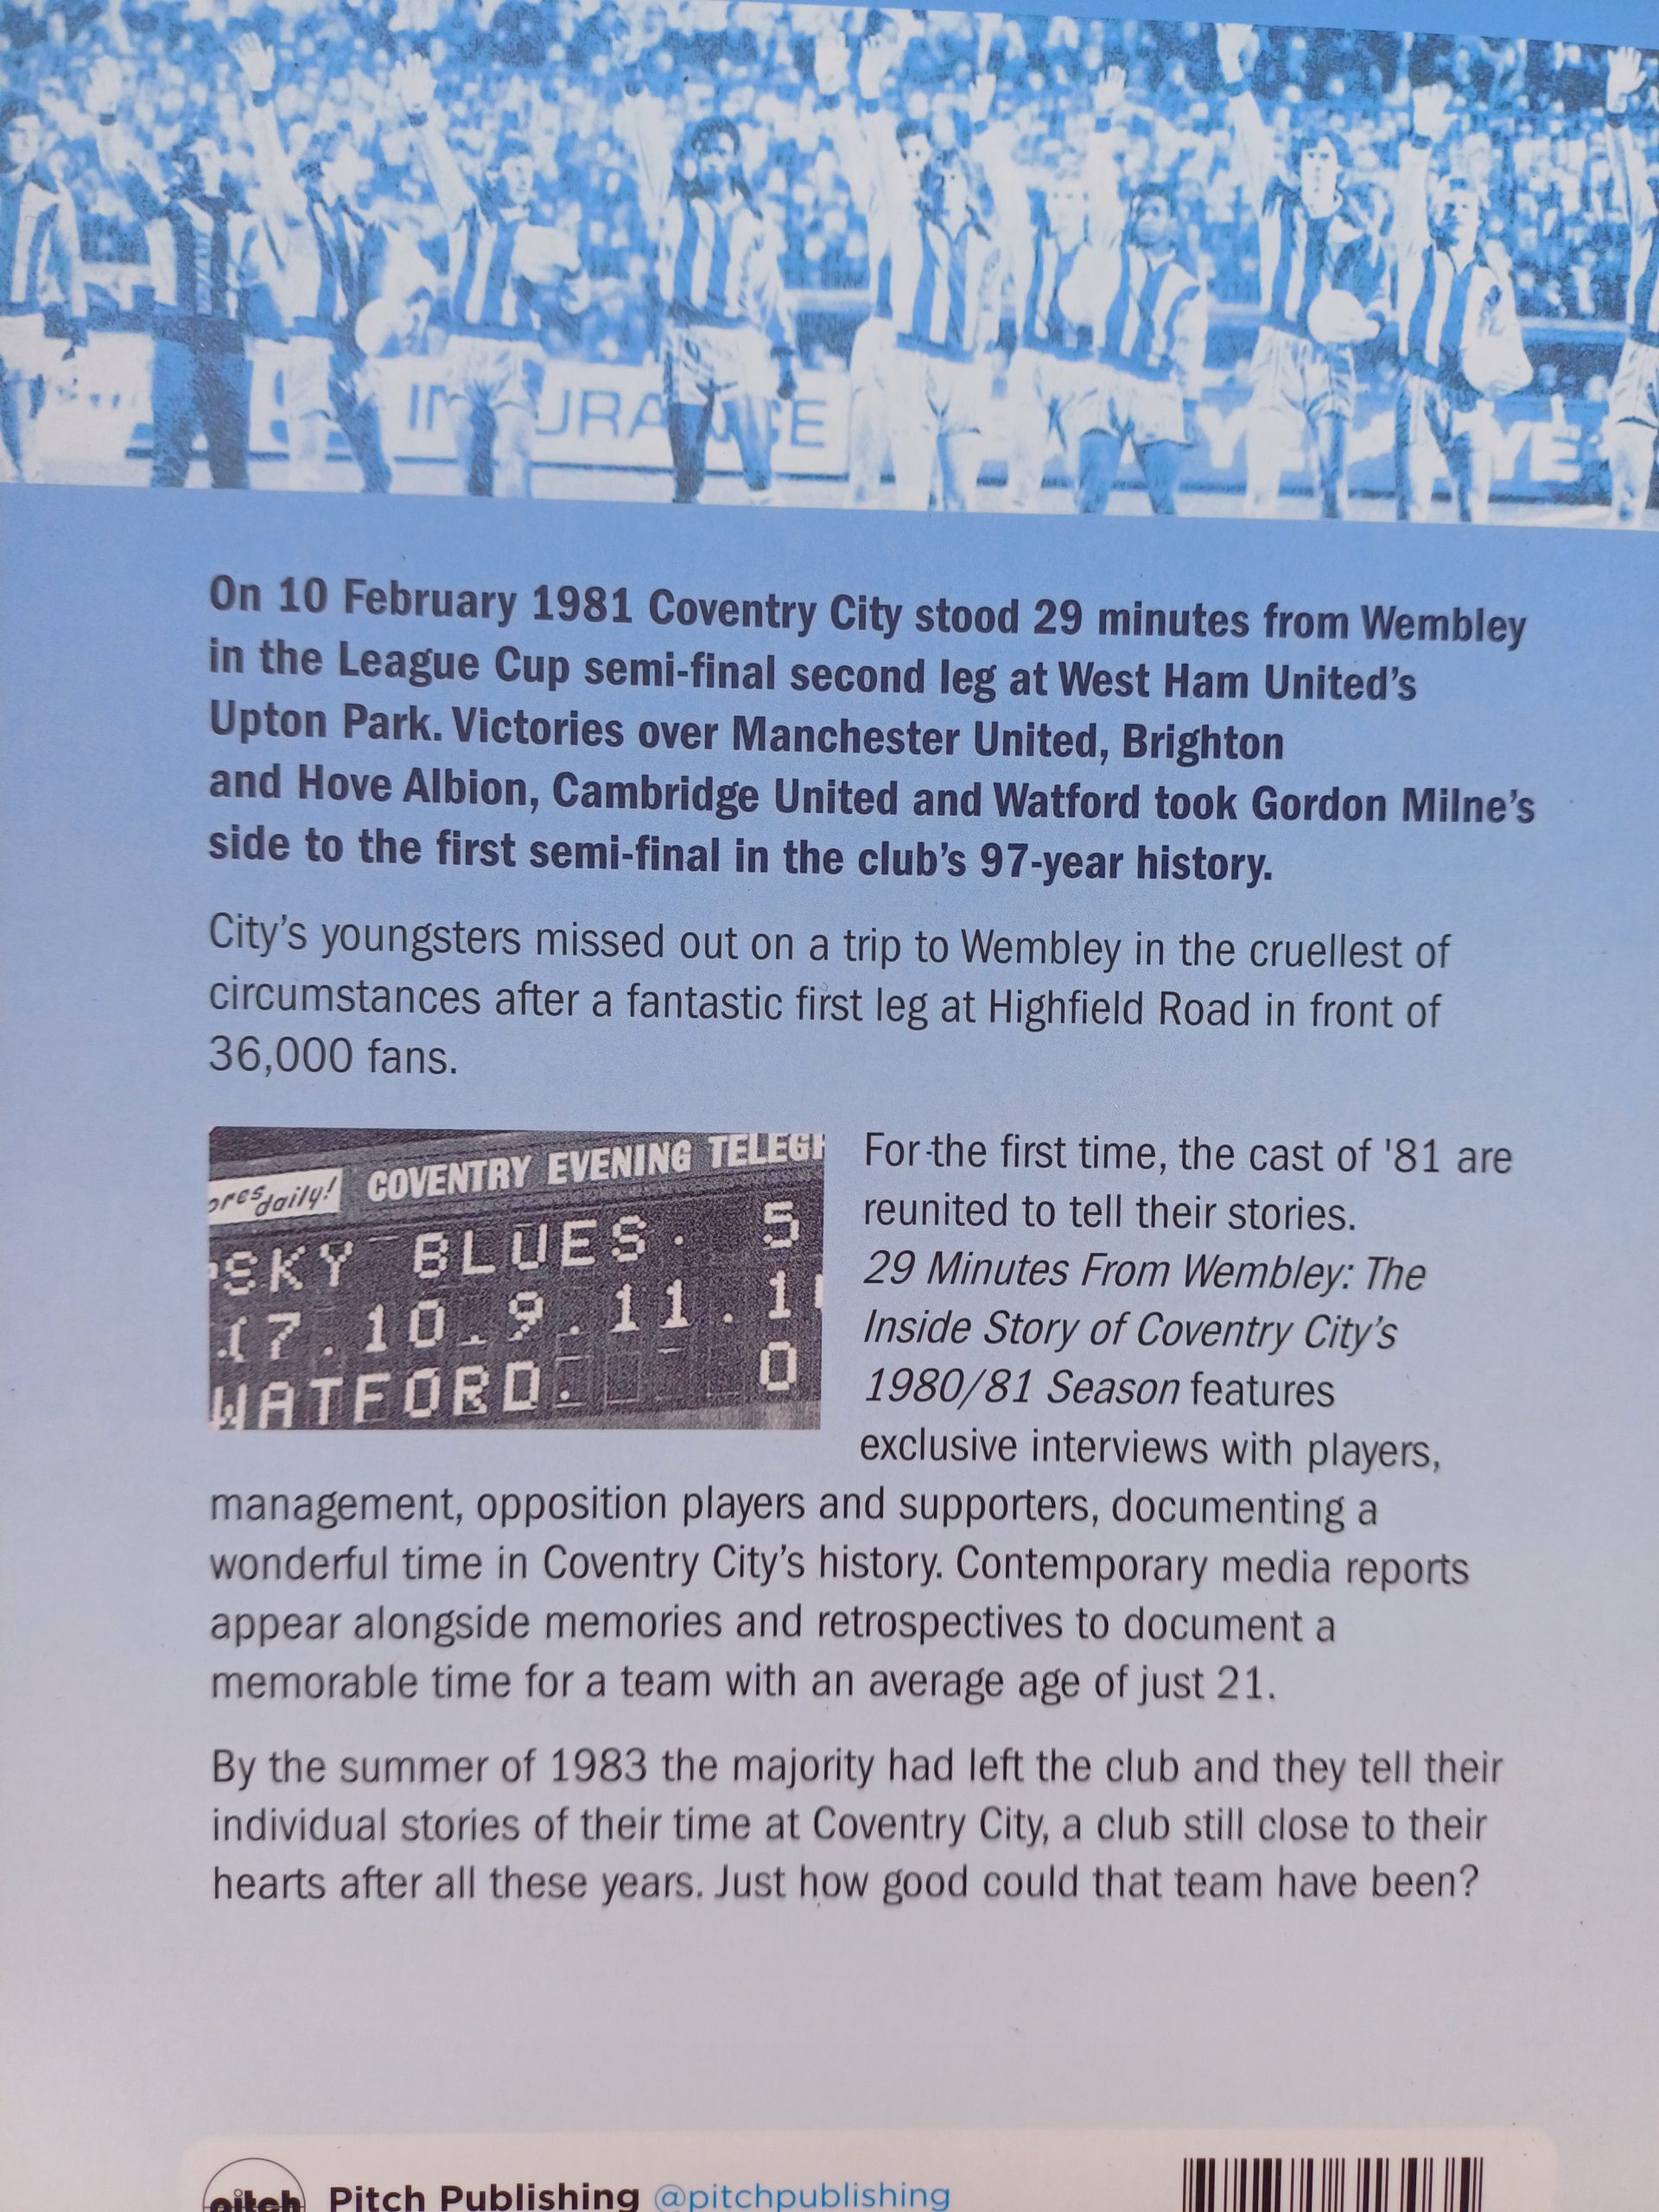 On 10 February 1981 Coventry City stood 29 minutes from Wembley
in the League Cup semi-final second leg at West Ham United's
Upton Park. Victories over Manchester United, Brighton
and Hove Albion, Cambridge United and Watford took Gordon Milne's
side to the first semi-final in the club's 97-year history.
City's youngsters missed out on a trip to Wembley in the cruellest of
circumstances after a fantastic first leg at Highfield Road in front of
36,000 fans.
daily! COVENTRY EVENING
SKY BLUES. 5
17.10.9.11.1
WATFORD. 0
For the first time, the cast of '81 are
reunited to tell their stories.
29 Minutes From Wembley: The
Inside Story of Coventry City's
1980/81 Season features
exclusive interviews with players,
management, opposition players and supporters, documenting a
wonderful time in Coventry City's history. Contemporary media reports
appear alongside memories and retrospectives to document a
memorable time for a team with an average age of just 21.
By the summer of 1983 the majority had left the club and they tell their
individual stories of their time at Coventry City, a club still close to their
hearts after all these years. Just how good could that team have been?
pitch Pitch Publishing @pitchpublishing